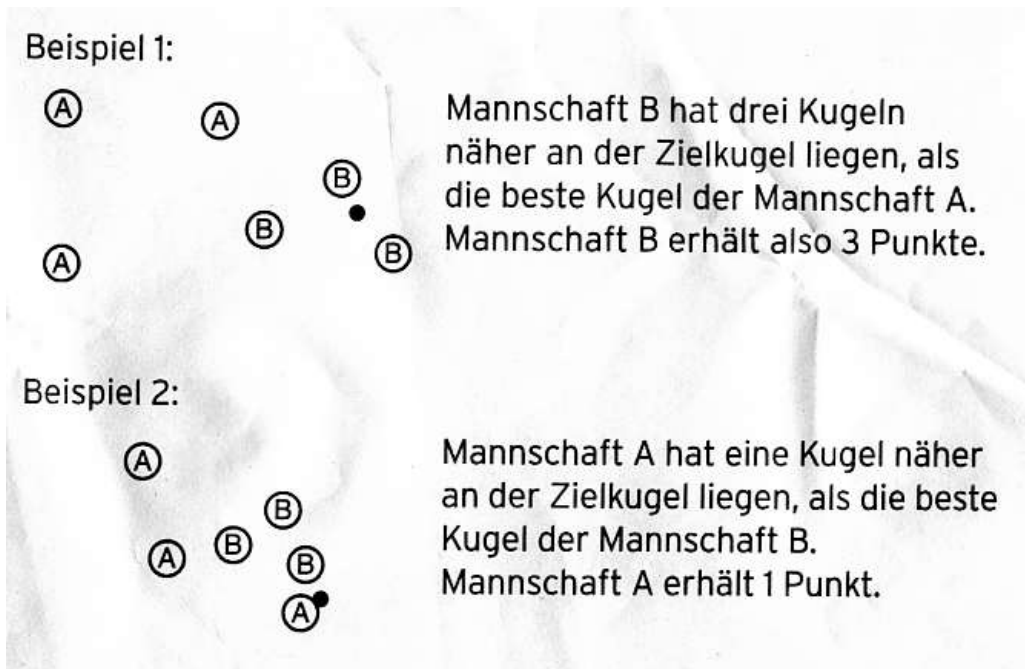 Beispiel 1:
A
A
Mannschaft B hat drei Kugeln
näher an der Zielkugel liegen, als
B
die beste Kugel der Mannschaft A.
B
Mannschaft B erhält also 3 Punkte.
B
A
Beispiel 2:
A
Mannschaft A hat eine Kugel näher
an der Zielkugel liegen, als die beste
B
Kugel der Mannschaft B.
B
A
B
Mannschaft A erhält 1 Punkt.
A